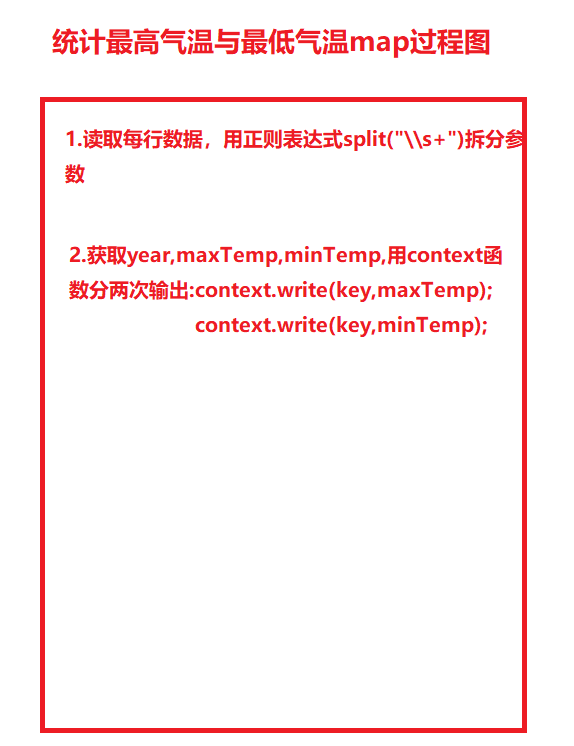 统计最高气温与最低气温map过程图
1.读取每行数据，用正则表达式split("\\s+")拆分参
数
2.获取year,maxTemp,minTemp,用context函
数分两次输出:context.write(key,maxTemp);
context.write(key,minTemp);